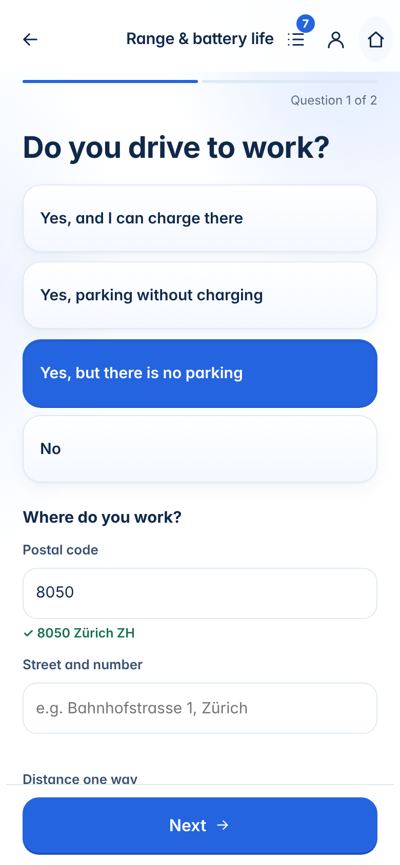 Range & battery life
7
Question 1 of 2
Do you drive to work?
Yes, and I can charge there
Yes, parking without charging
Yes, but there is no parking
No
Where do you work?
Postal code
8050
✓ 8050 Zürich ZH
Street and number
e.g. Bahnhofstrasse 1, Zürich
Distance one way
Next →